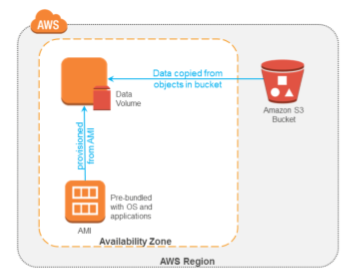 AWS
Data copied from
objects in bucket
Data
Volume
Amazon S3
Bucket
provisioned
from AMI
Pre-bundled
with OS and
applications
AMI
Availability Zone
AWS Region